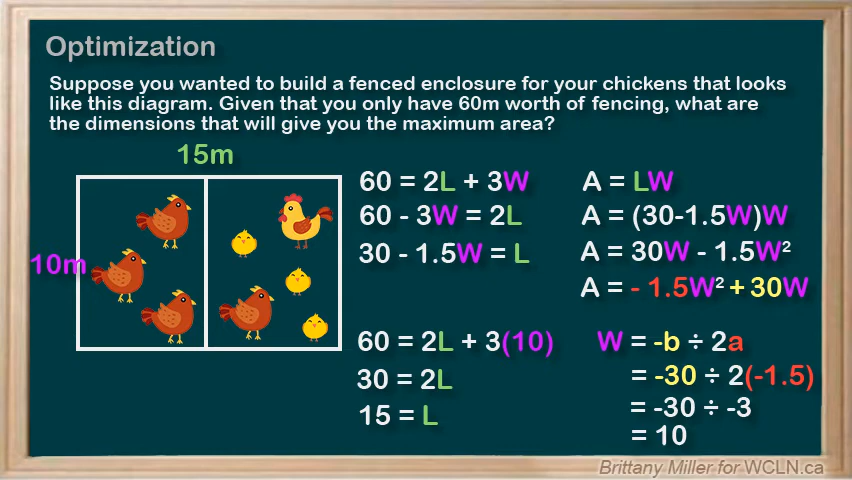 Optimization
Suppose you wanted to build a fenced enclosure for your chickens that looks
like this diagram. Given that you only have 60m worth of fencing, what are
the dimensions that will give you the maximum area?
15m
10m
60 = 2L + 3W
60 - 3W = 2L
30 - 1.5W = L
A = LW
A = (30-1.5W)W
A = 30W - 1.5W²
A = - 1.5W² + 30W
60 = 2L + 3(10)
30 = 2L
15 = L
W = -b ÷ 2a
= -30 ÷ 2(-1.5)
= -30 ÷ -3
= 10
Brittany Miller for WCLN.ca